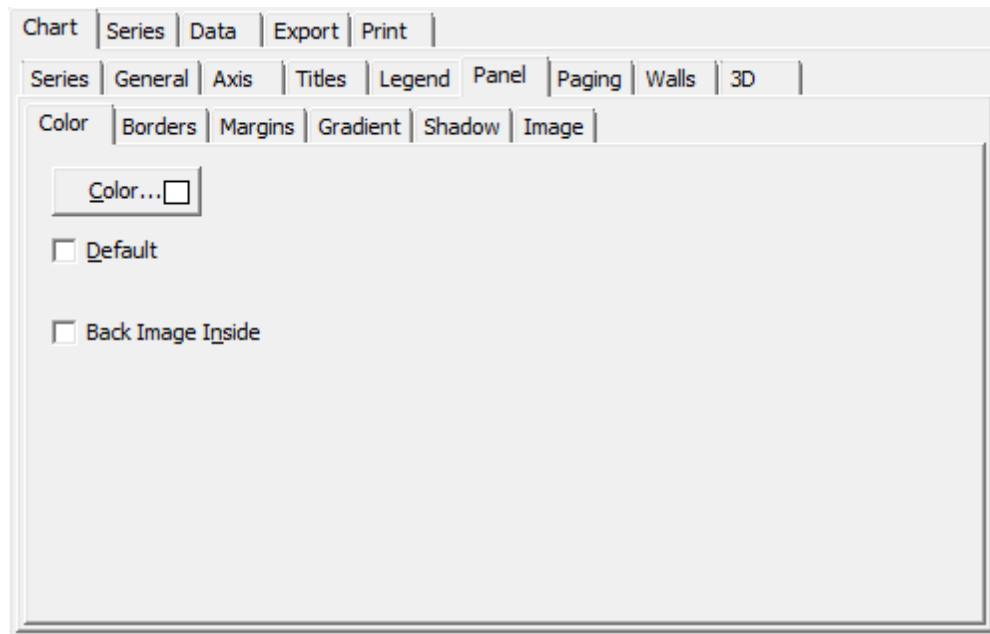 Chart Series Data Export Print
Series General Axis Titles Legend Panel Paging Walls 3D
Color Borders Margins Gradient Shadow Image
Color...
Default
Back Image Inside